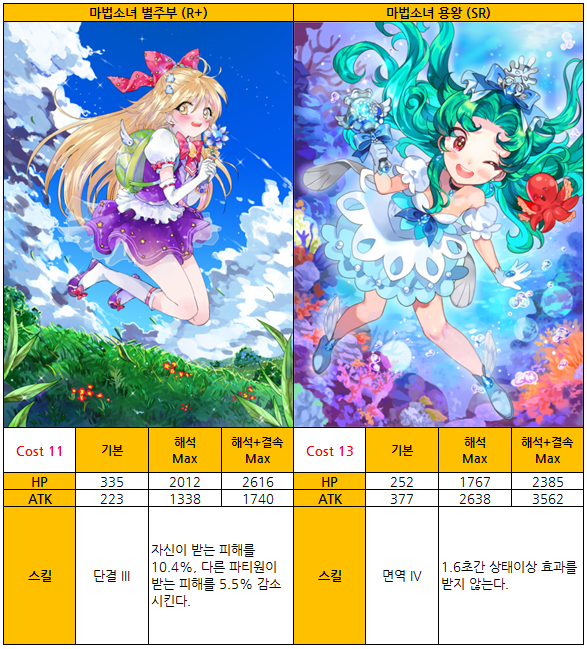 마법소녀 별주부 (R+)
마법소녀 용왕 (SR)
Cost 11
기본
해석
Max
해석+결속
Max
HP
335
2012
2616
ATK
223
1338
1740
스킬
단결 III
자신이 받는 피해를
10.4%, 다른 파티원이
받는 피해를 5.5% 감소
시킨다.
Cost 13
기본
해석
Max
해석+결속
Max
HP
252
1767
2385
ATK
377
2638
3562
스킬
면역 IV
1.6초간 상태이상 효과를
받지 않는다.